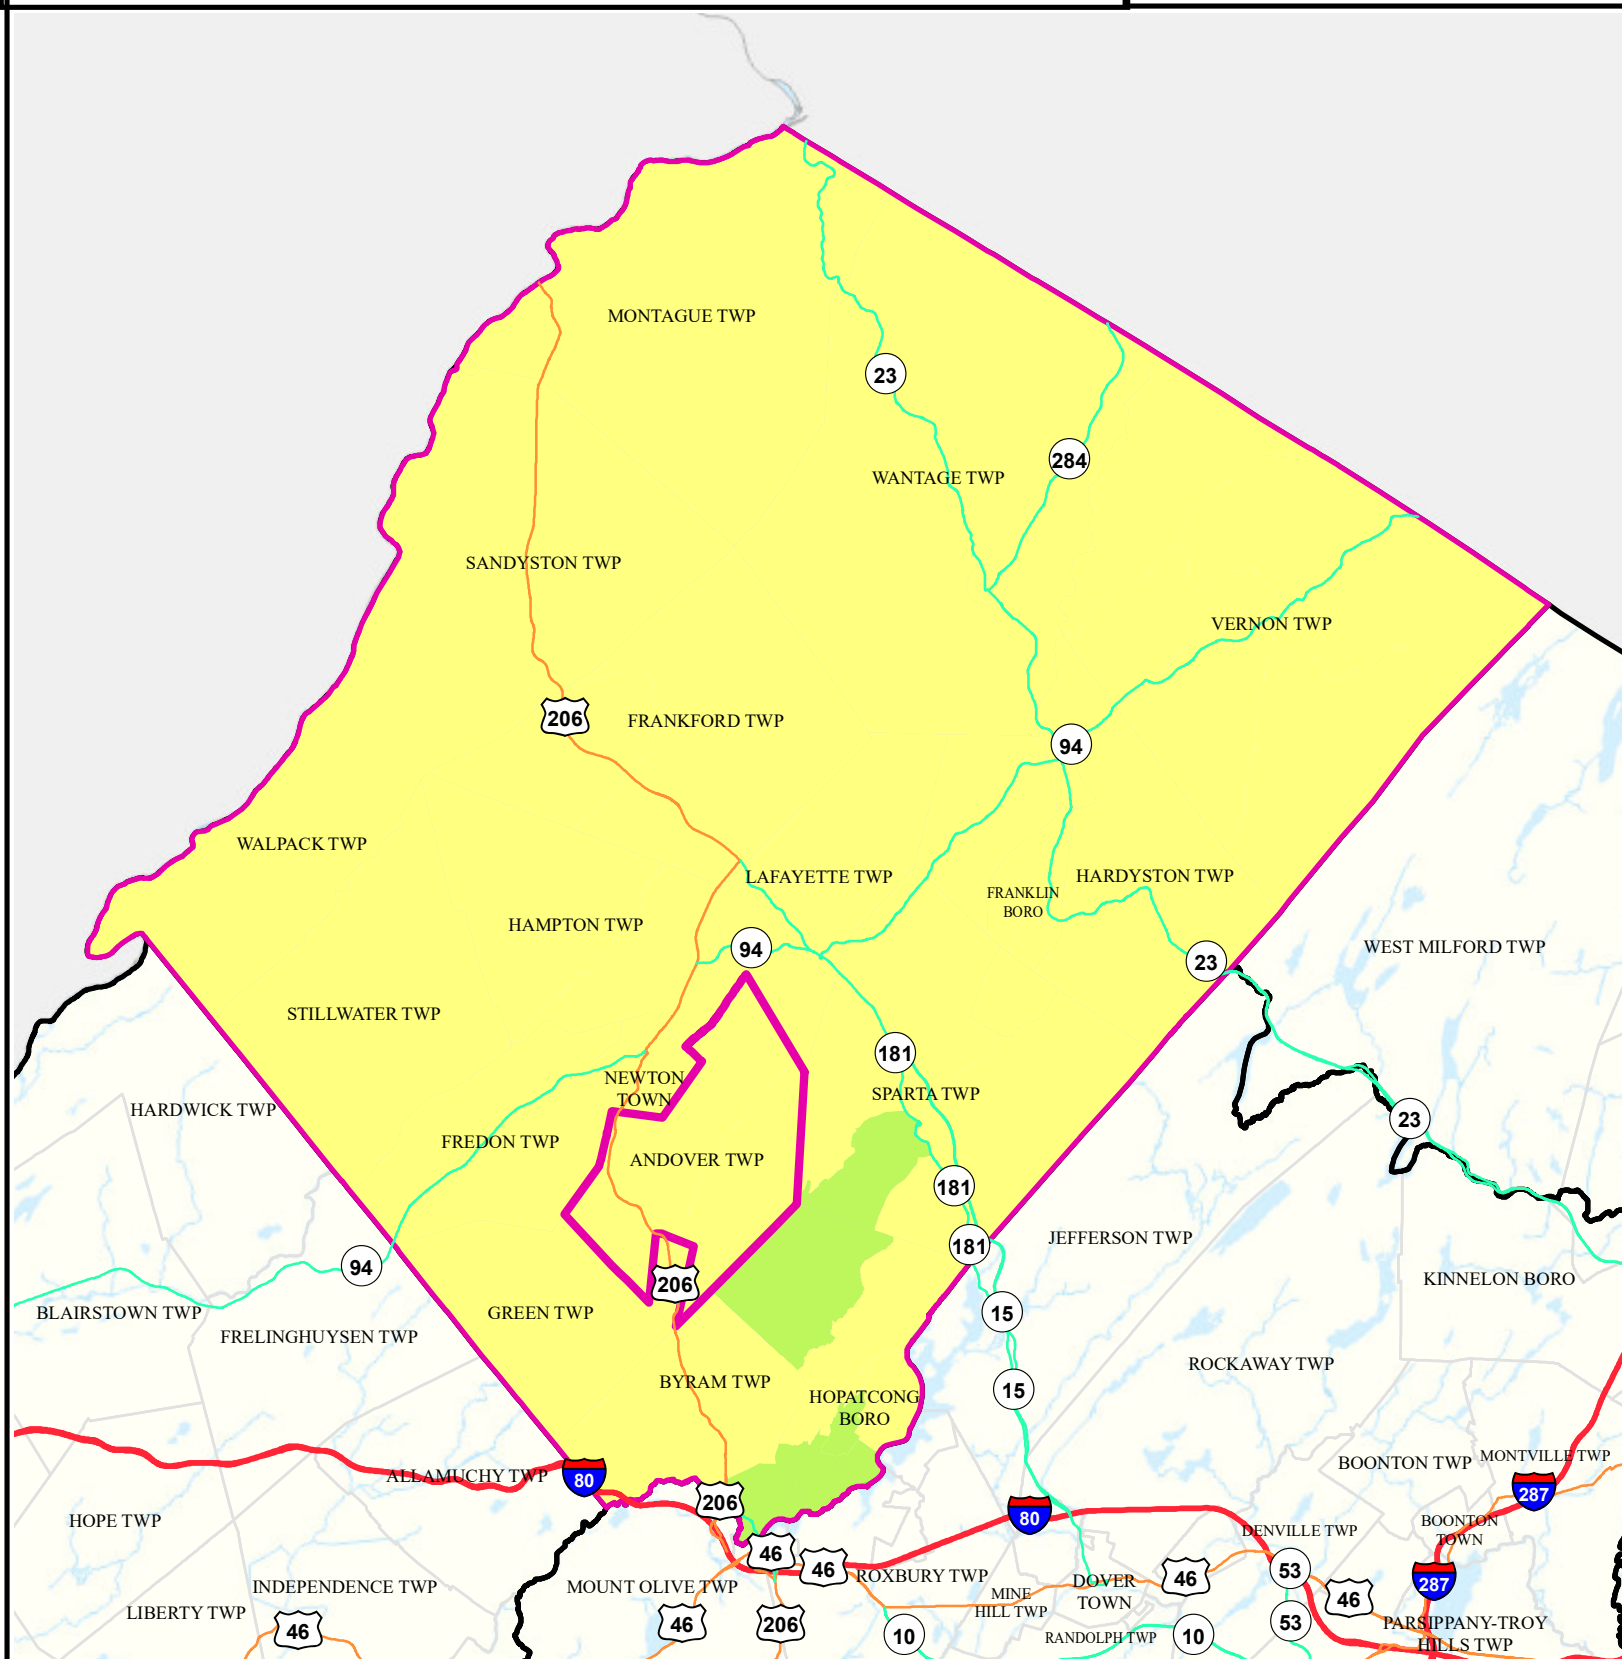 MONTAGUE TWP
23
284
WANTAGE TWP
SANDYSTON TWP
VERNON TWP
206
FRANKFORD TWP
94
WALPACK TWP
LAFAYETTE TWP
HARDYSTON TWP
FRANKLIN
BORO
HAMPTON TWP
94
23
WEST MILFORD TWP
STILLWATER TWP
181
NEWTON
TOWN
SPARTA TWP
HARDWICK TWP
23
FREDON TWP
ANDOVER TWP
181
JEFFERSON TWP
181
94
KINNELON BORO
206
BLAIRSTOWN TWP
GREEN TWP
15
FRELINGHUYSEN TWP
ROCKAWAY TWP
BYRAM TWP
15
HOPATCONG
BORO
MONTVILLE TWP
BOONTON TWP
ALLAMUCHY TWP
80
287
206
80
HOPE TWP
BOONTON
TOWN
DENVILLE TWP
46
46
53
ROXBURY TWP
46
DOVER
TOWN
287
INDEPENDENCE TWP
MOUNT OLIVE TWP
MINE
HILL TWP
46
LIBERTY TWP
46
46
206
10
RANDOLPH TWP
10
53
PARSIPPANY-TROY
HILLS TWP